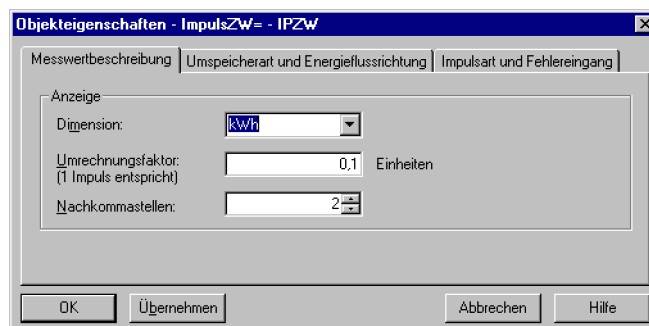 Objekteigenschaften - ImpulsZW= - IPZW
Messwertbeschreibung Umspeicherart und Energieflussrichtung Impulsart und Fehlereingang
Anzeige
Dimension: kWh
Umrechnungsfaktor: 0,1 Einheiten
(1 Impuls entspricht)
Nachkommastellen: 2
OK Übernehmen Abbrechen Hilfe